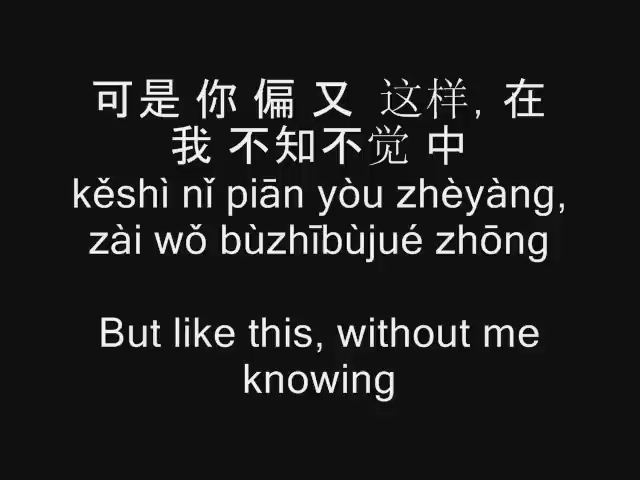 可是 你 偏 又 这样, 在
我 不知不觉 中
kěshì nǐ piān yòu zhèyàng,
zài wǒ bùzhībùjué zhōng
But like this, without me
knowing